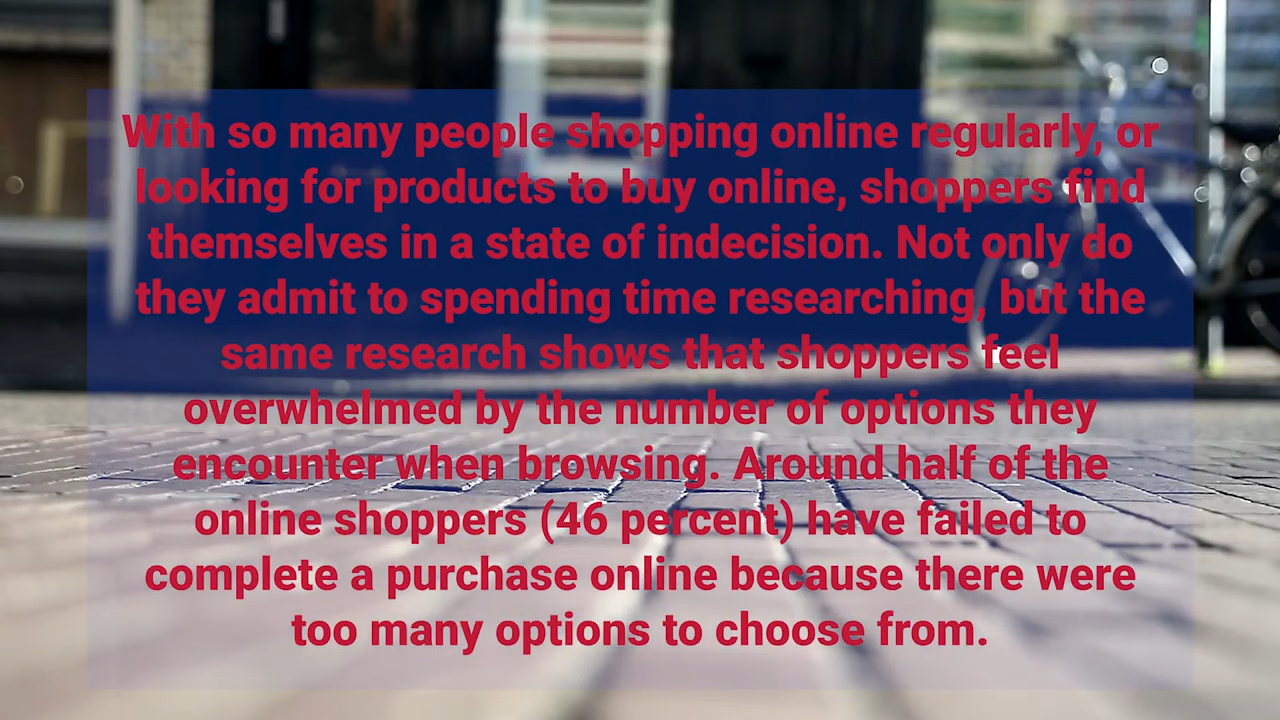 With so many people shopping online regularly, or
looking for products to buy online, shoppers find
themselves in a state of indecision. Not only do
they admit to spending time researching, but the
same research shows that shoppers feel
overwhelmed by the number of options they
encounter when browsing. Around half of the
online shoppers (46 percent) have failed to
complete a purchase online because there were
too many options to choose from.